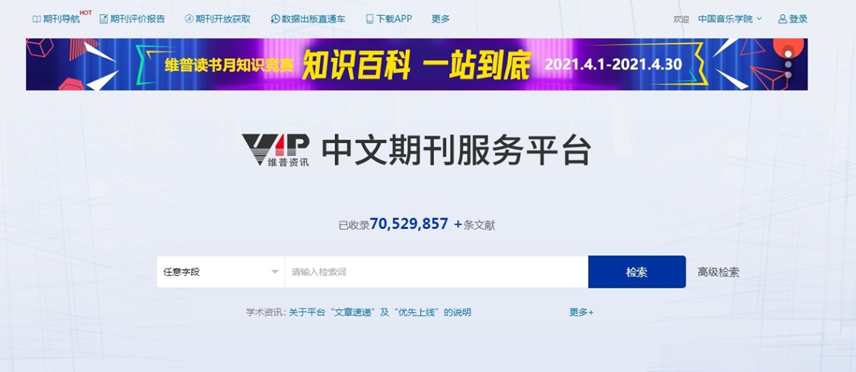 期刊导航 HOT 期刊评价报告 期刊开放获取 数据出版直通车 下载APP 更多 欢迎 中国音乐学院 登录
维普读书月知识竞赛 知识百科 一站到底 2021.4.1-2021.4.30
VIP 维普资讯 中文期刊服务平台
已收录70,529,857 +条文献
任意字段 请输入检索词 检索 高级检索
学术资讯: 关于平台“文章速递”及“优先上线”的说明 更多+